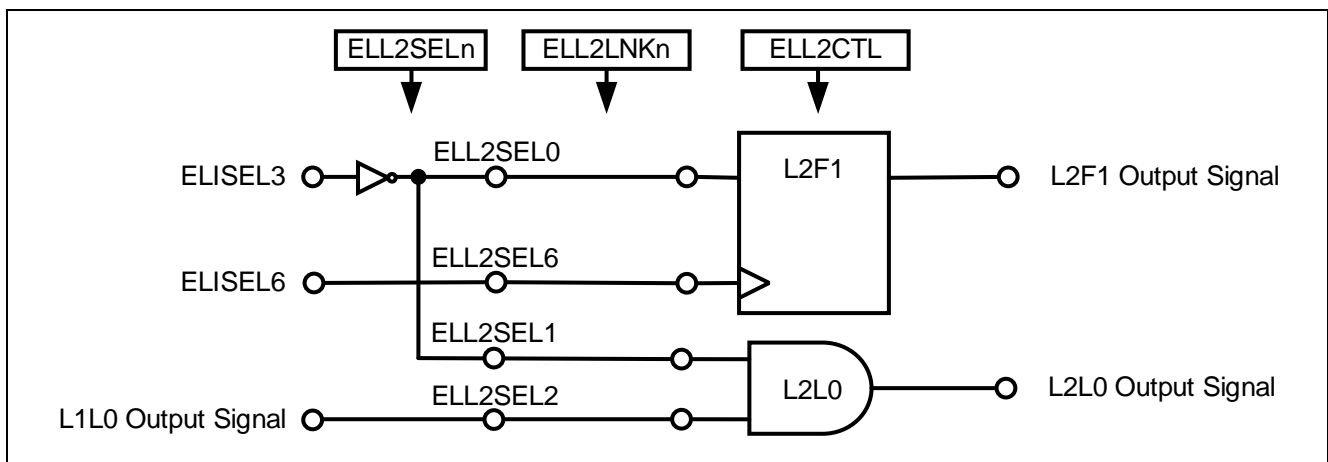 ELL2SELn ELL2LNKn ELL2CTL
ELL2SEL0
ELISEL3
L2F1
L2F1 Output Signal
ELL2SEL6
ELISEL6
ELL2SEL1
ELL2SEL2
L2L0
L2L0 Output Signal
L1L0 Output Signal